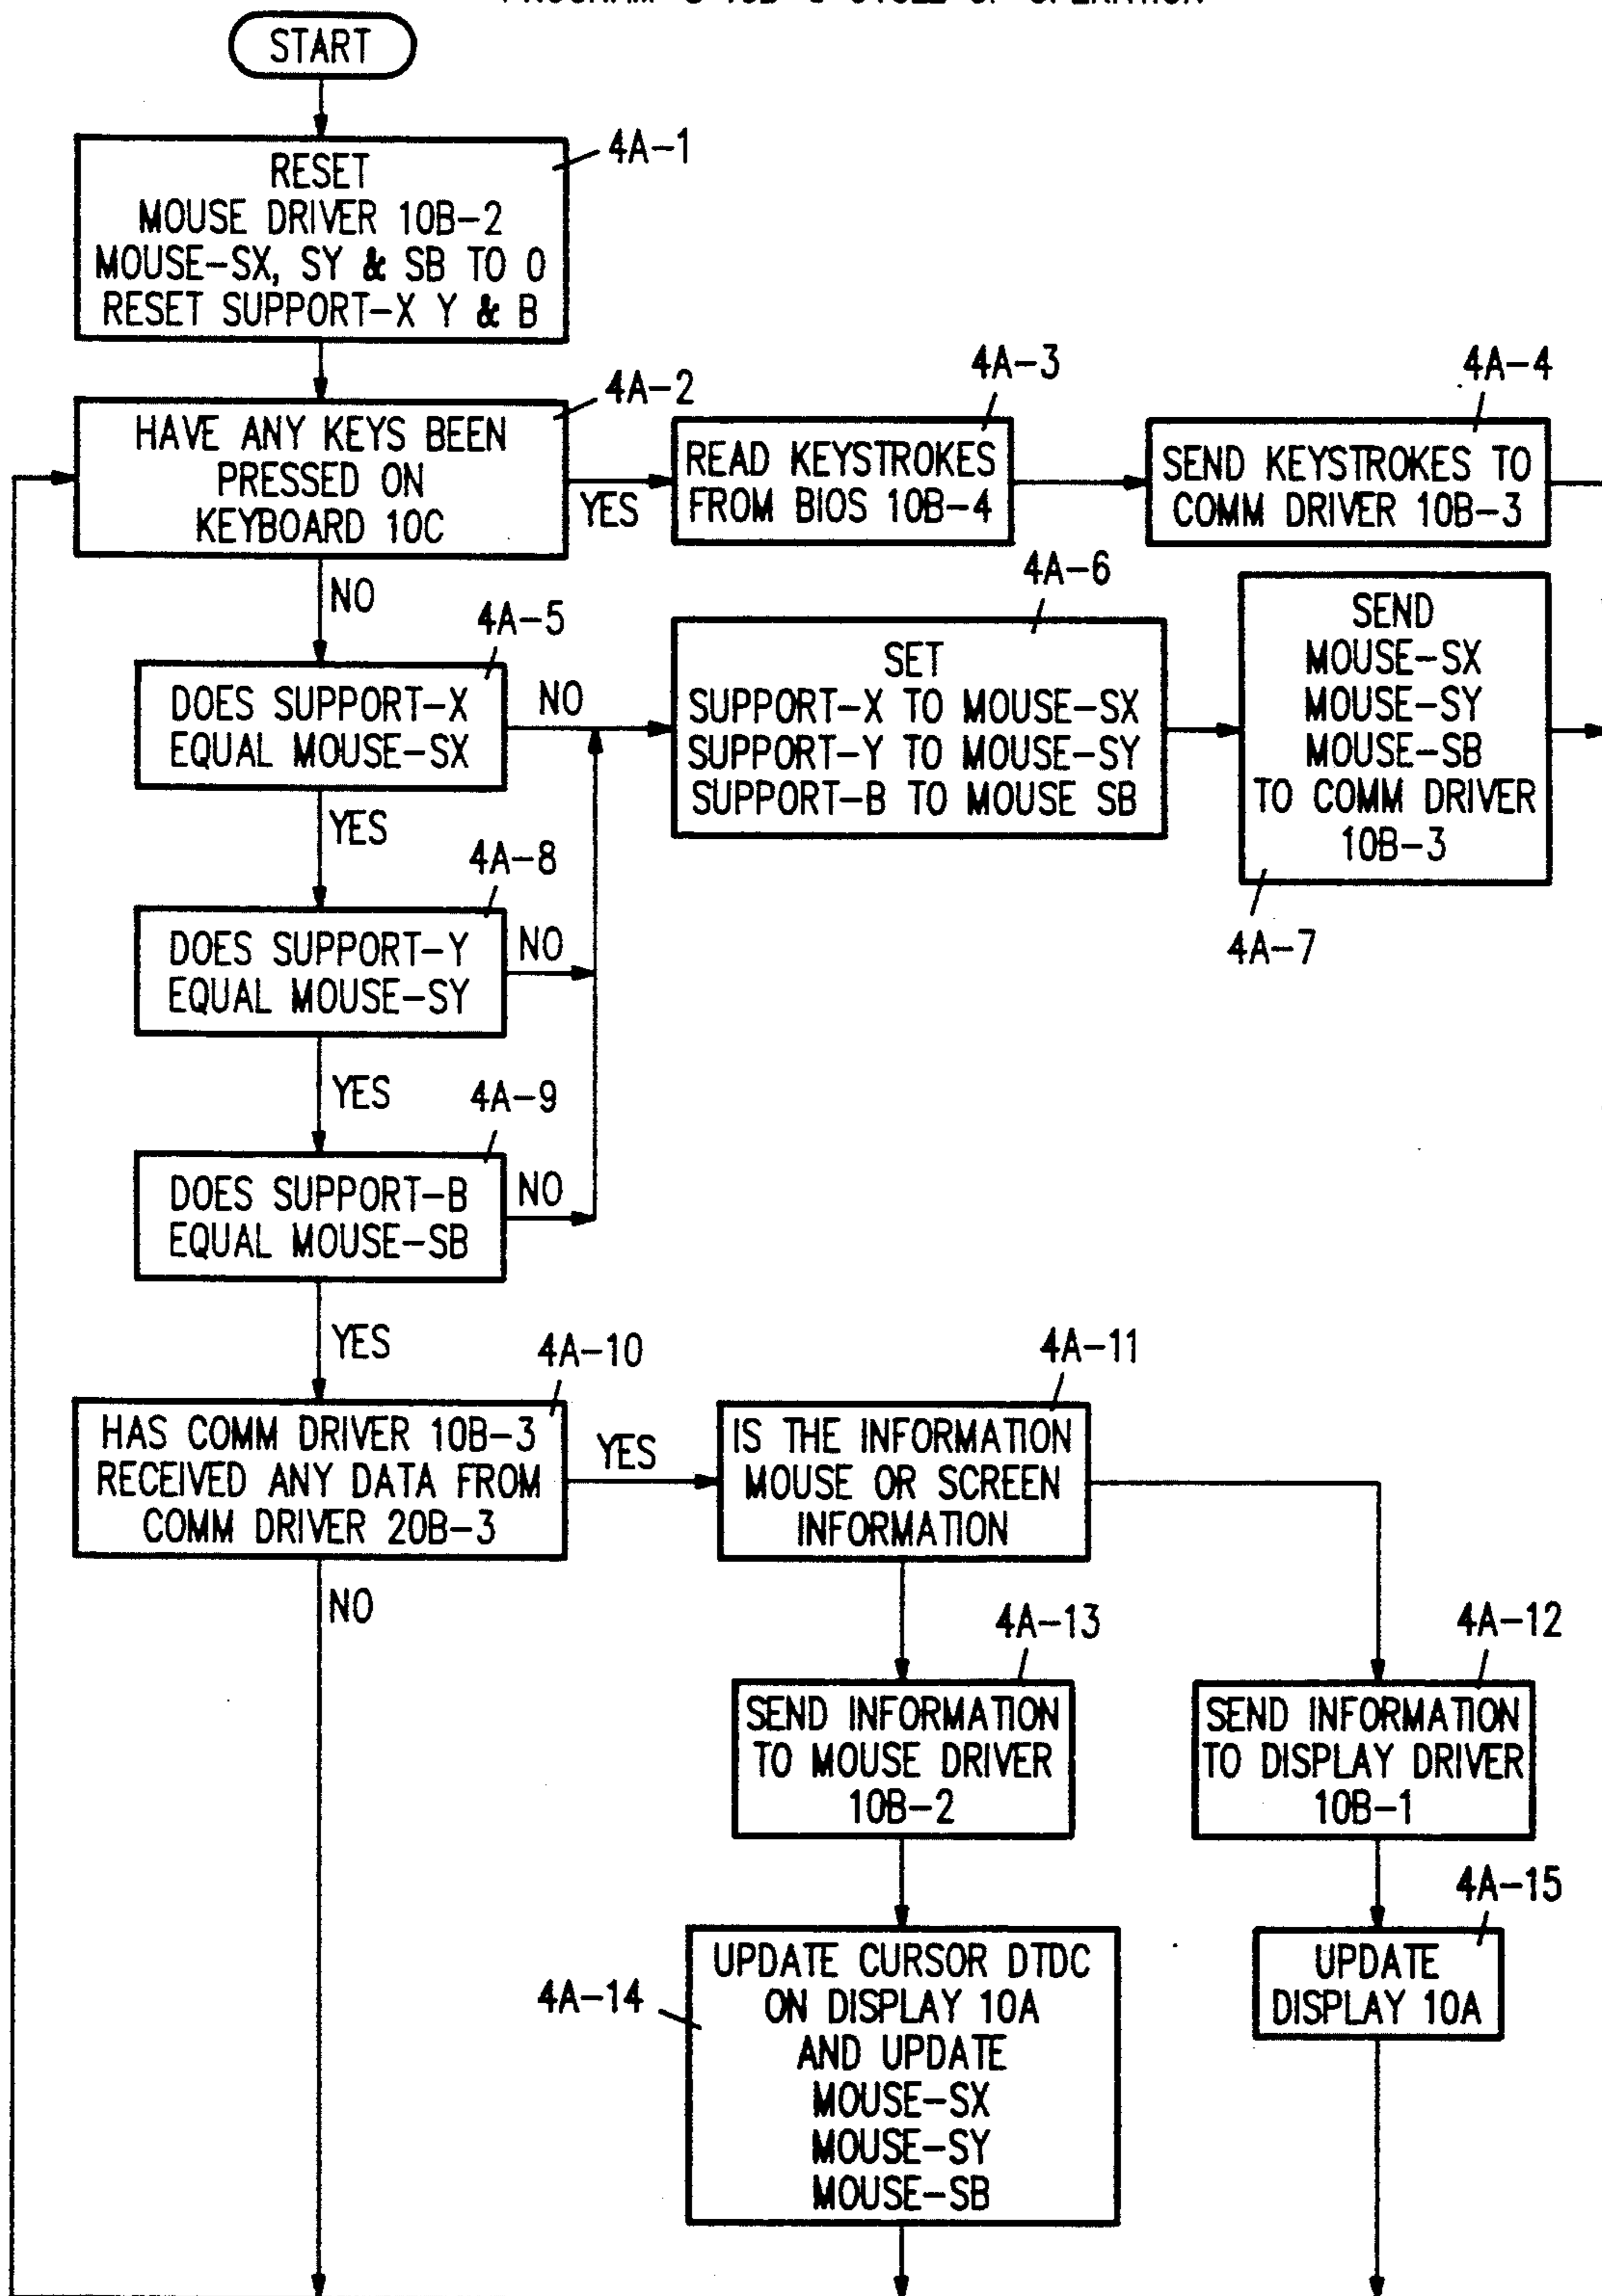 START
4A-1
RESET
MOUSE DRIVER 10B-2
MOUSE-SX, SY & SB TO 0
RESET SUPPORT-X Y & B
4A-2
HAVE ANY KEYS BEEN
PRESSED ON
KEYBOARD 10C
YES
4A-3
READ KEYSTROKES
FROM BIOS 10B-4
4A-4
SEND KEYSTROKES TO
COMM DRIVER 10B-3
NO
4A-5
DOES SUPPORT-X
EQUAL MOUSE-SX
NO
4A-6
SET
SUPPORT-X TO MOUSE-SX
SUPPORT-Y TO MOUSE-SY
SUPPORT-B TO MOUSE SB
SEND
MOUSE-SX
MOUSE-SY
MOUSE-SB
TO COMM DRIVER
10B-3
4A-7
YES
4A-8
DOES SUPPORT-Y
EQUAL MOUSE-SY
NO
YES
4A-9
DOES SUPPORT-B
EQUAL MOUSE-SB
NO
YES
4A-10
HAS COMM DRIVER 10B-3
RECEIVED ANY DATA FROM
COMM DRIVER 20B-3
YES
4A-11
IS THE INFORMATION
MOUSE OR SCREEN
INFORMATION
NO
4A-13
SEND INFORMATION
TO MOUSE DRIVER
10B-2
4A-12
SEND INFORMATION
TO DISPLAY DRIVER
10B-1
4A-14
UPDATE CURSOR DTDC
ON DISPLAY 10A
AND UPDATE
MOUSE-SX
MOUSE-SY
MOUSE-SB
4A-15
UPDATE
DISPLAY 10A